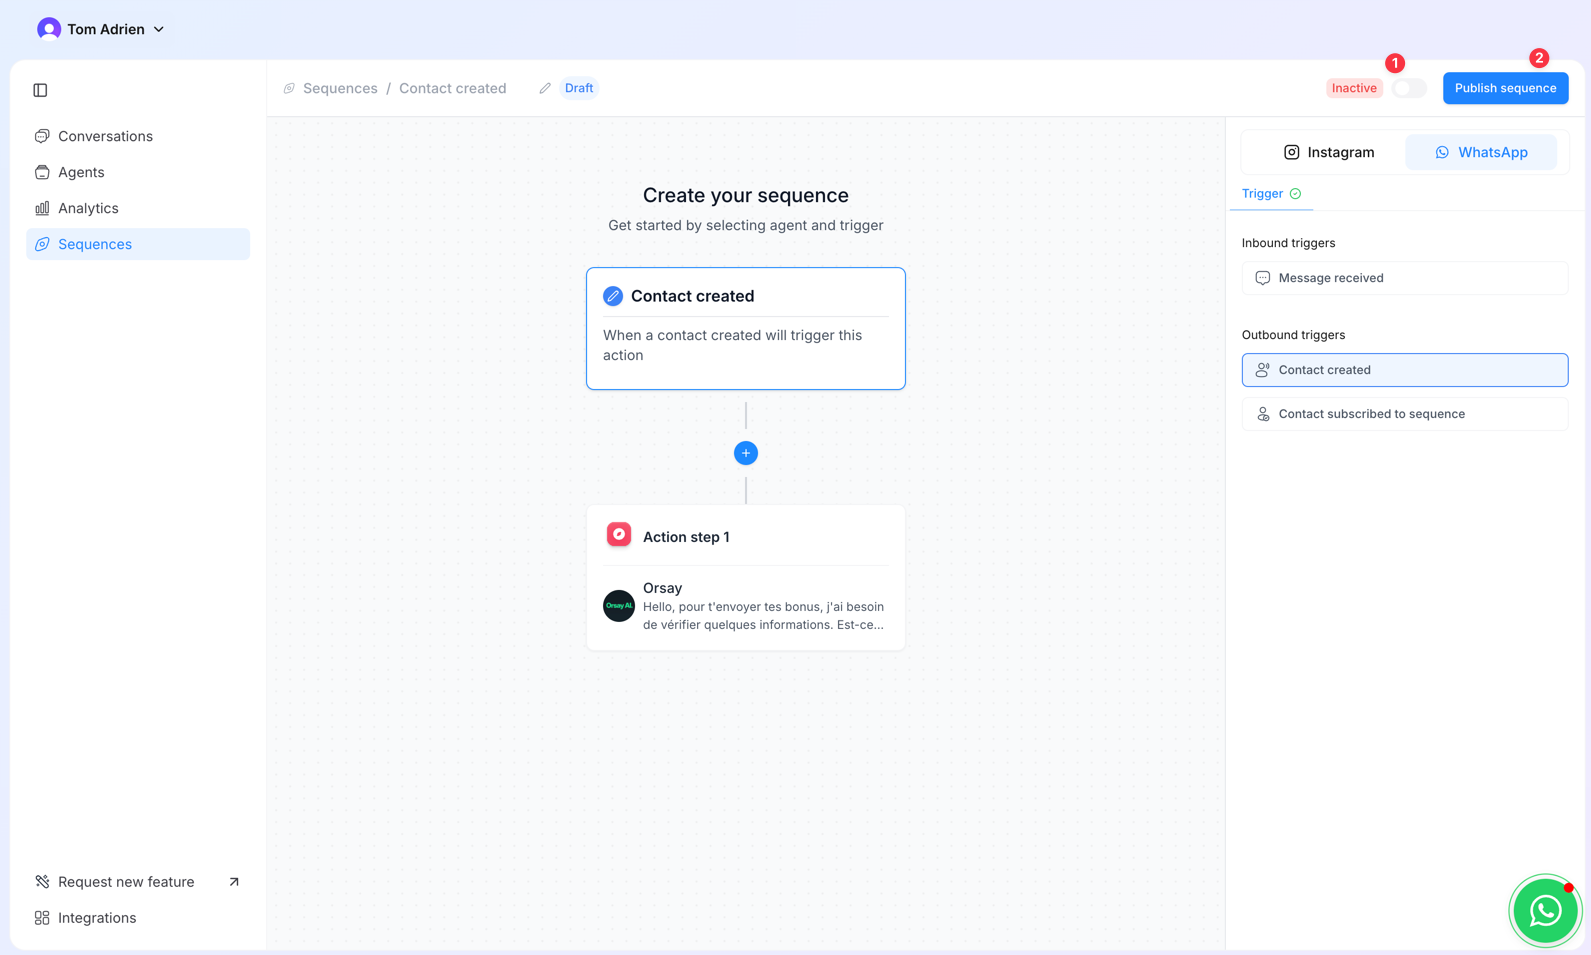 Tom Adrien
Sequences / Contact created
Draft
Inactive
1
2
Publish sequence
Conversations
Agents
Analytics
Sequences
Request new feature
Integrations
Create your sequence
Get started by selecting agent and trigger
Contact created
When a contact created will trigger this
action
+
Action step 1
Orsay AI.
Orsay
Hello, pour t'envoyer tes bonus, j'ai besoin
de vérifier quelques informations. Est-ce...
Instagram
WhatsApp
Trigger
Inbound triggers
Message received
Outbound triggers
Contact created
Contact subscribed to sequence